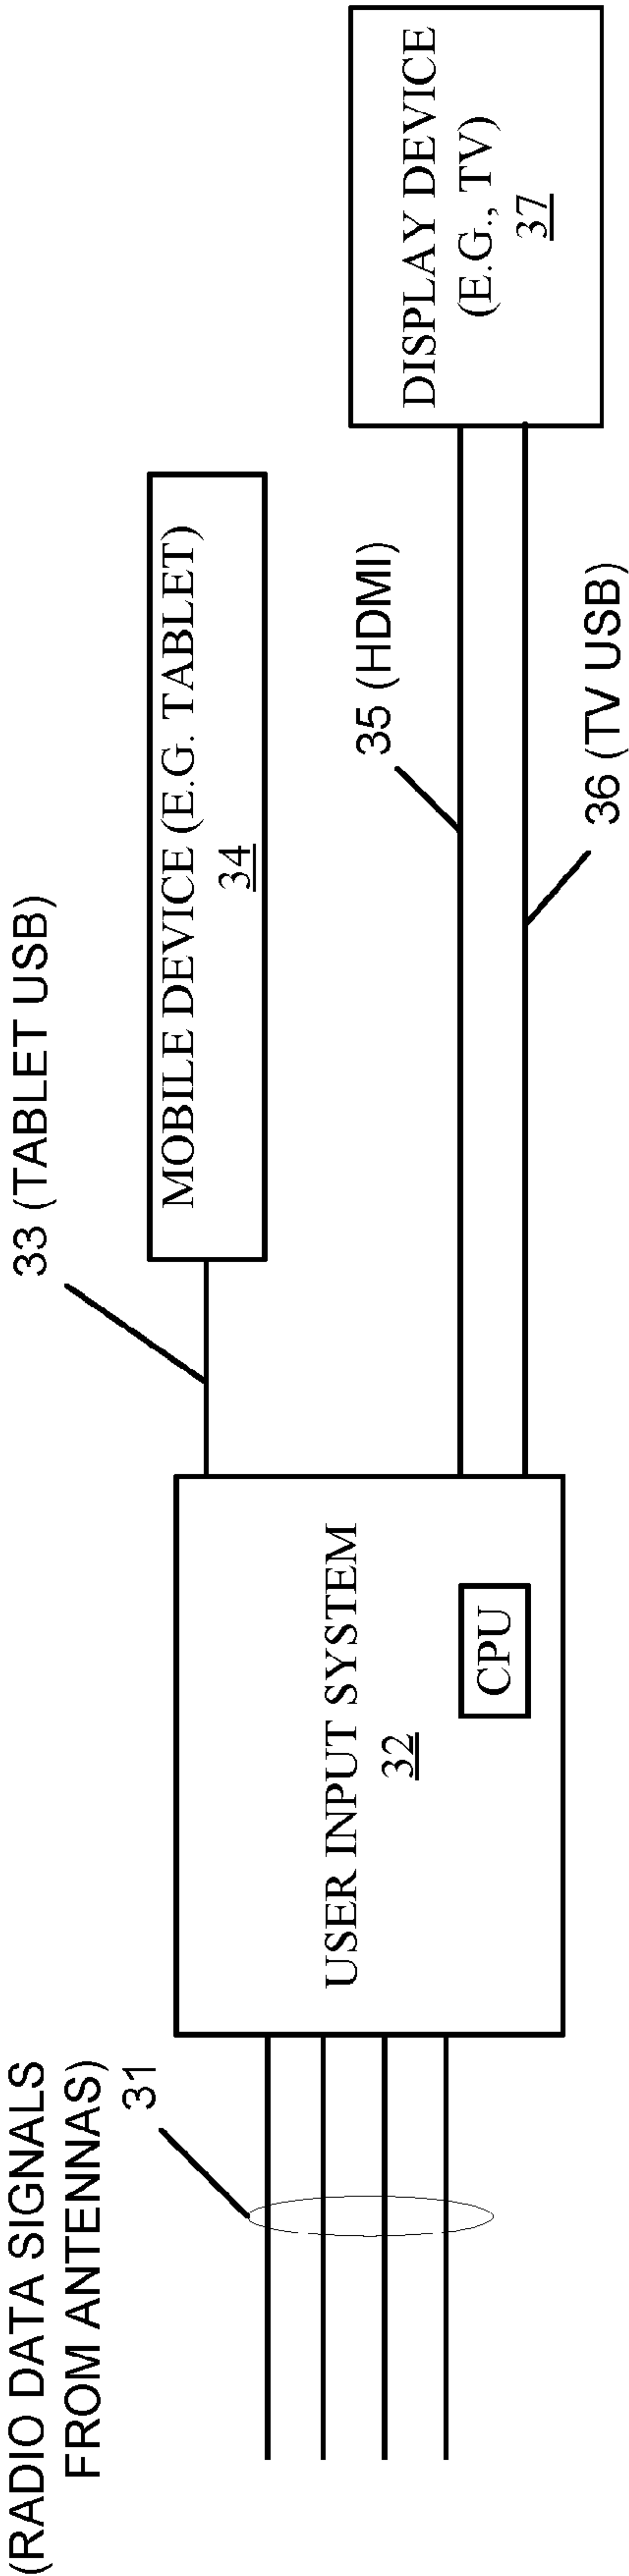 (RADIO DATA SIGNALS
FROM ANTENNAS)
31
USER INPUT SYSTEM
32
CPU
33 (TABLET USB)
MOBILE DEVICE (E.G. TABLET)
34
35 (HDMI)
36 (TV USB)
DISPLAY DEVICE
(E.G., TV)
37